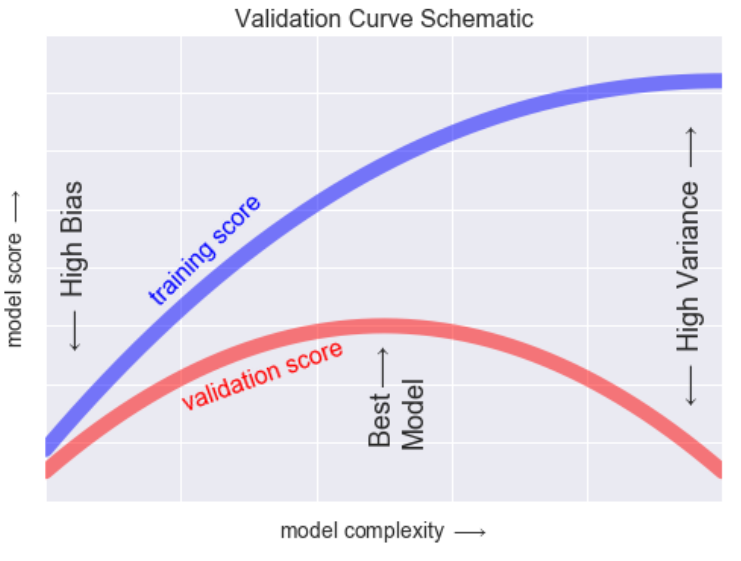 Validation Curve Schematic
model score →
← High Bias
training score
validation score
Best →
Model
← High Variance →
model complexity →